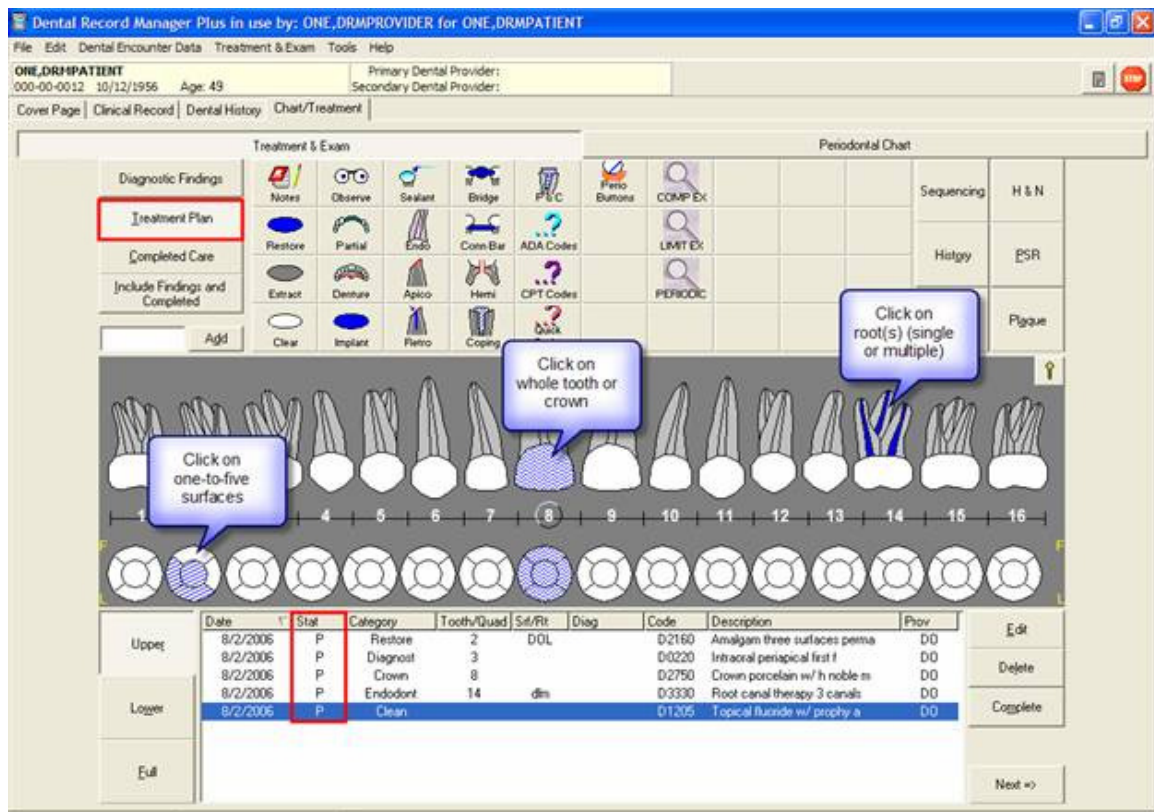 Dental Record Manager Plus in use by: ONE,DRMPROVIDER for ONE,DRMPATIENT
File Edit Dental Encounter Data Treatment & Exam Tools Help
ONE,DRMPATIENT Primary Dental Provider:
000-00-0012 10/12/1956 Age: 49 Secondary Dental Provider:
STOP
Cover Page Clinical Record Dental History Chart/Treatment
Treatment & Exam Periodontal Chart
Diagnostic Findings
Treatment Plan
Completed Care
Include Findings and
Completed
Add
Notes Observe Sealant Bridge P&C Perio Buttons COMP EX
Restore Partial Endo Conn Bar ADA Codes LIMIT EX
Extract Denture Apico Hemi CPT Codes PERIODIC
Clear Implant Retro Coping Quick
Sequencing H & N
History PSR
Plaque
Click on
root(s) (single
or multiple)
Click on
whole tooth or
crown
Click on
one-to-five
surfaces
1 4 5 6 7 8 9 10 11 12 13 14 15 16
F F
L L
Upper
Lower
Full
Date Stat Category Tooth/Quad Srf/Rt Diag Code Description Prov
8/2/2006 P Restore 2 DOL D2160 Amalgam three surfaces perma DO
8/2/2006 P Diagnost 3 D0220 Intraoral periapical first f DO
8/2/2006 P Crown 8 D2750 Crown porcelain w/ h noble m DO
8/2/2006 P Endodont 14 dlm D3330 Root canal therapy 3 canals DO
8/2/2006 P Clean D1205 Topical fluoride w/ prophy a DO
Edit
Delete
Complete
Next =>